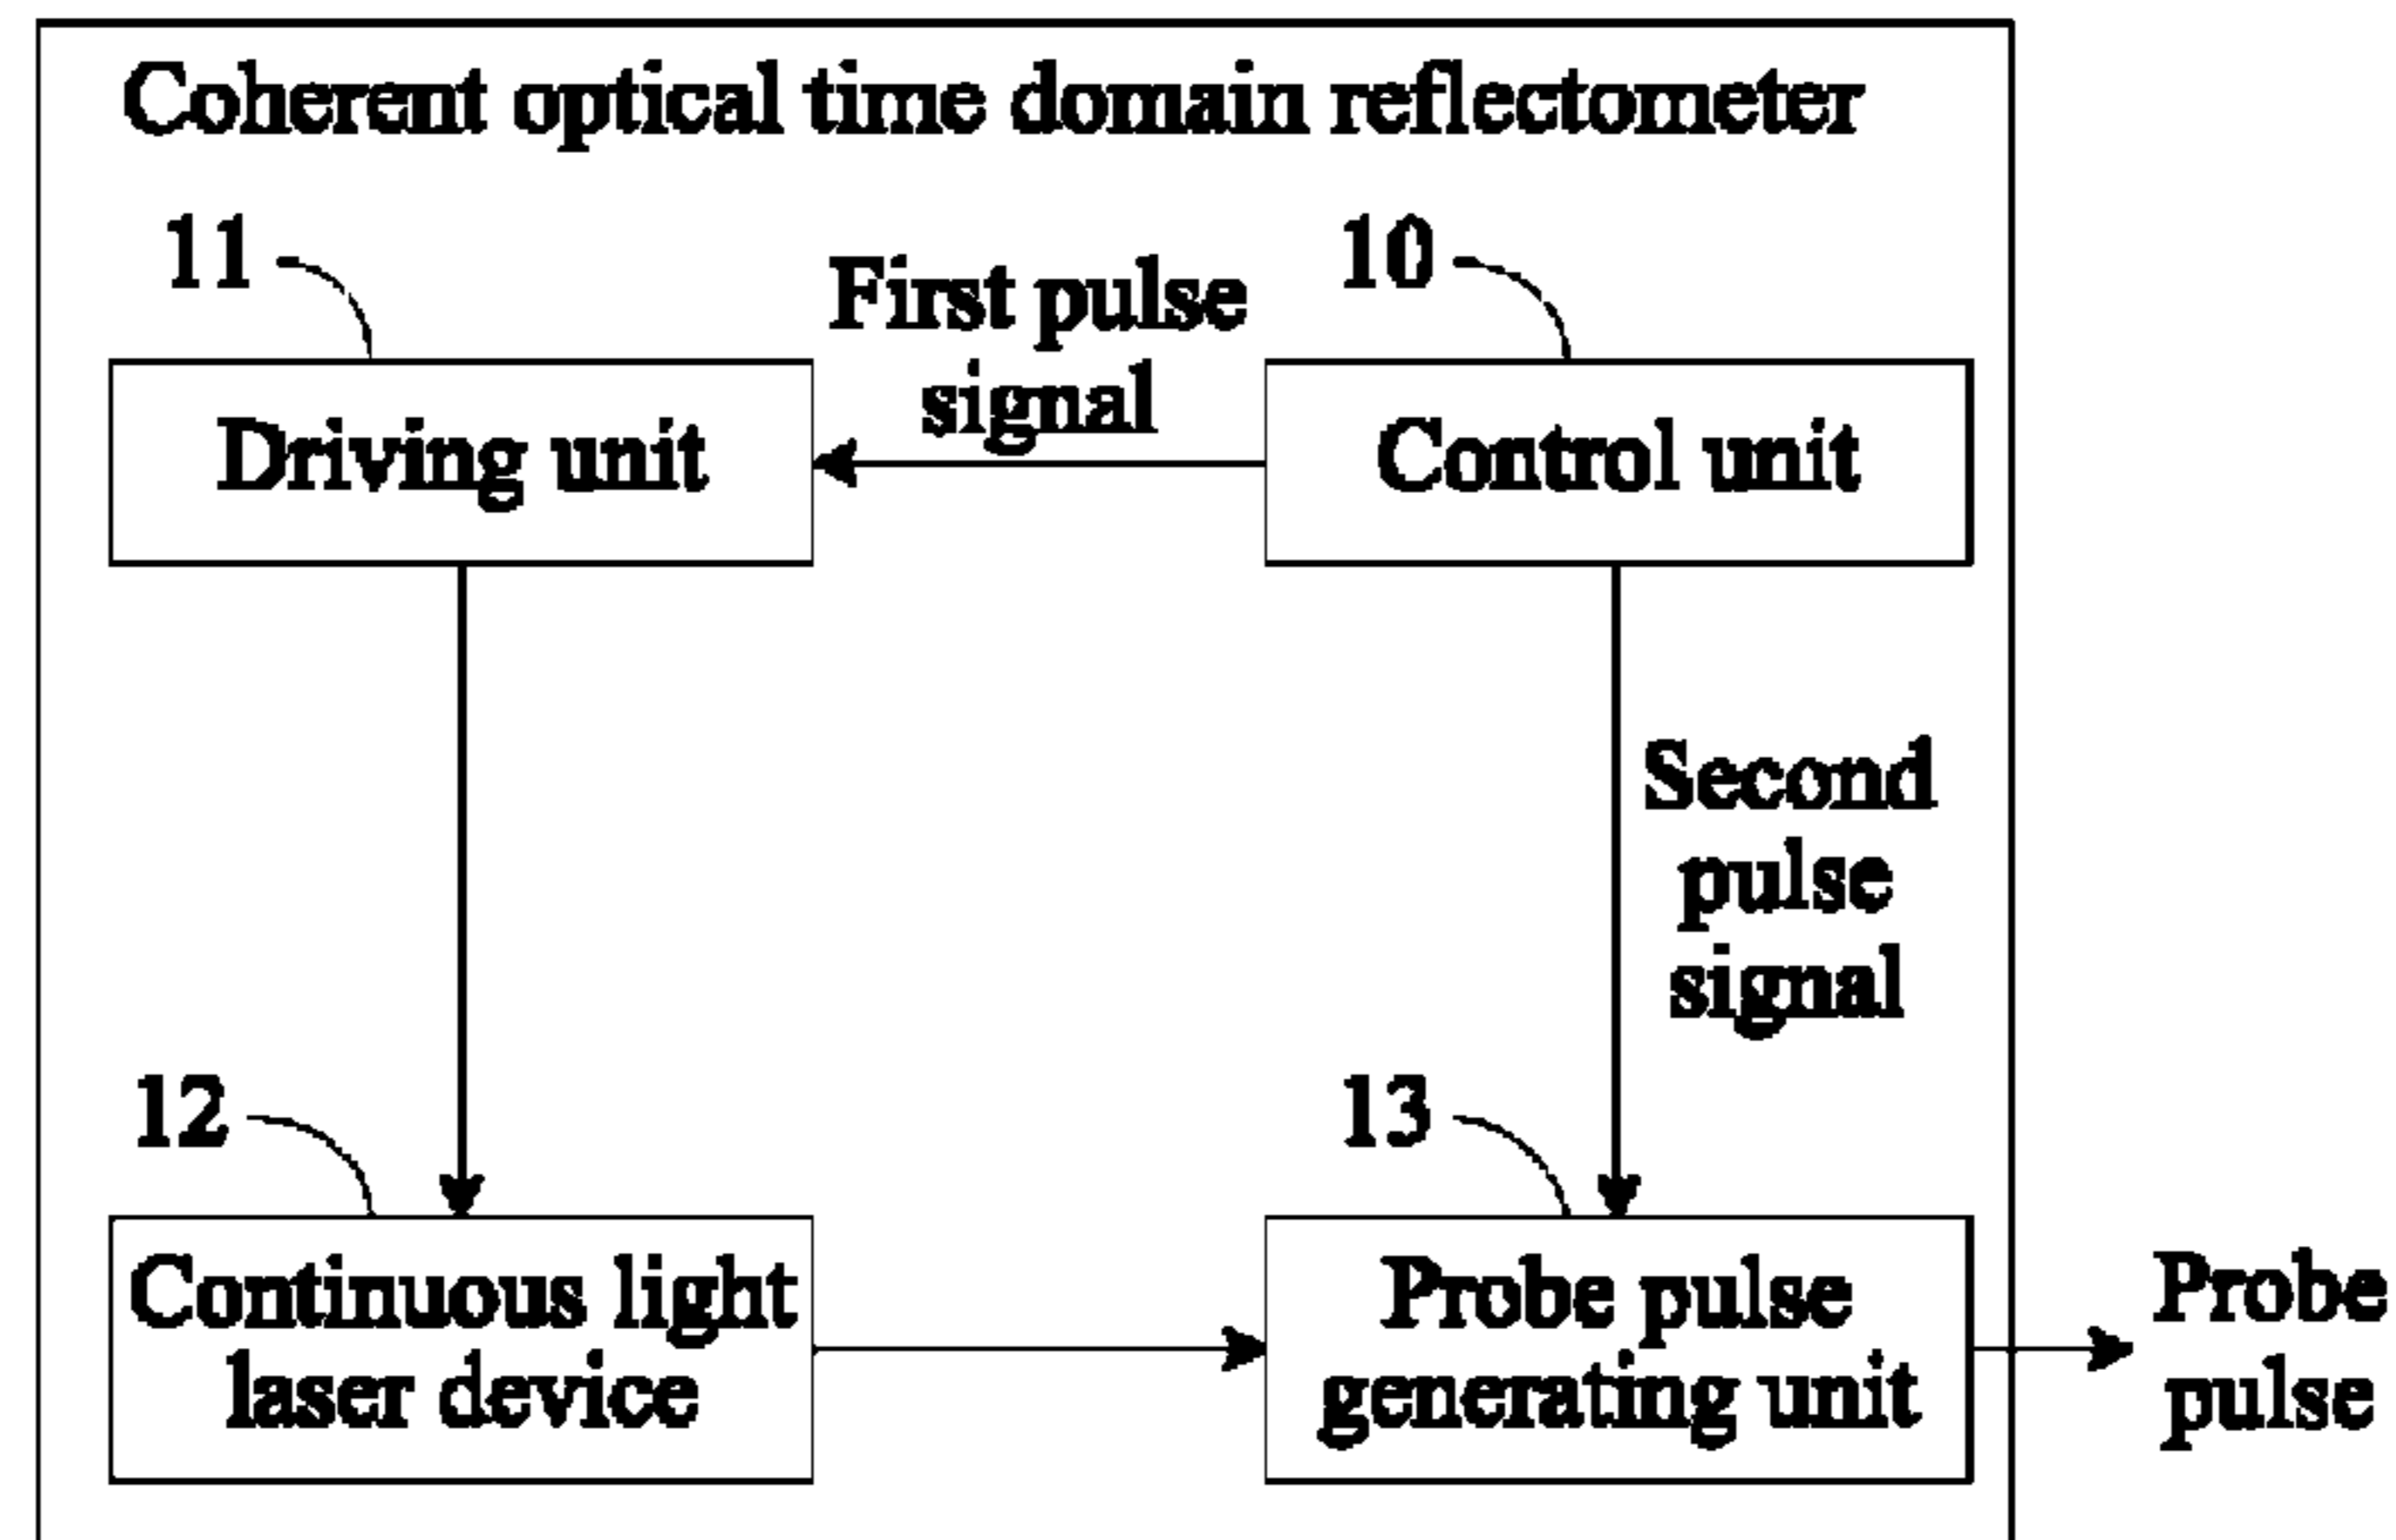 Coherent optical time domain reflectometer
11
First pulse
signal
10
Driving unit
Control unit
Second
pulse
signal
12
13
Continuous light
laser device
Probe pulse
generating unit
Probe
pulse